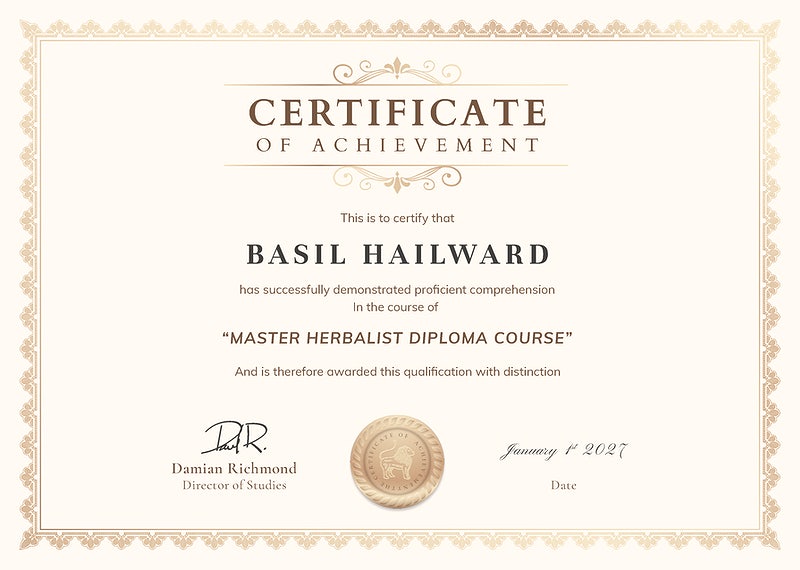 CERTIFICATE
OF ACHIEVEMENT
This is to certify that
BASIL HAILWARD
has successfully demonstrated proficient comprehension
In the course of
“MASTER HERBALIST DIPLOMA COURSE”
And is therefore awarded this qualification with distinction
Damian Richmond
Director of Studies
CERTIFICATE OF ACHIEVEMENT
January 1st 2027
Date